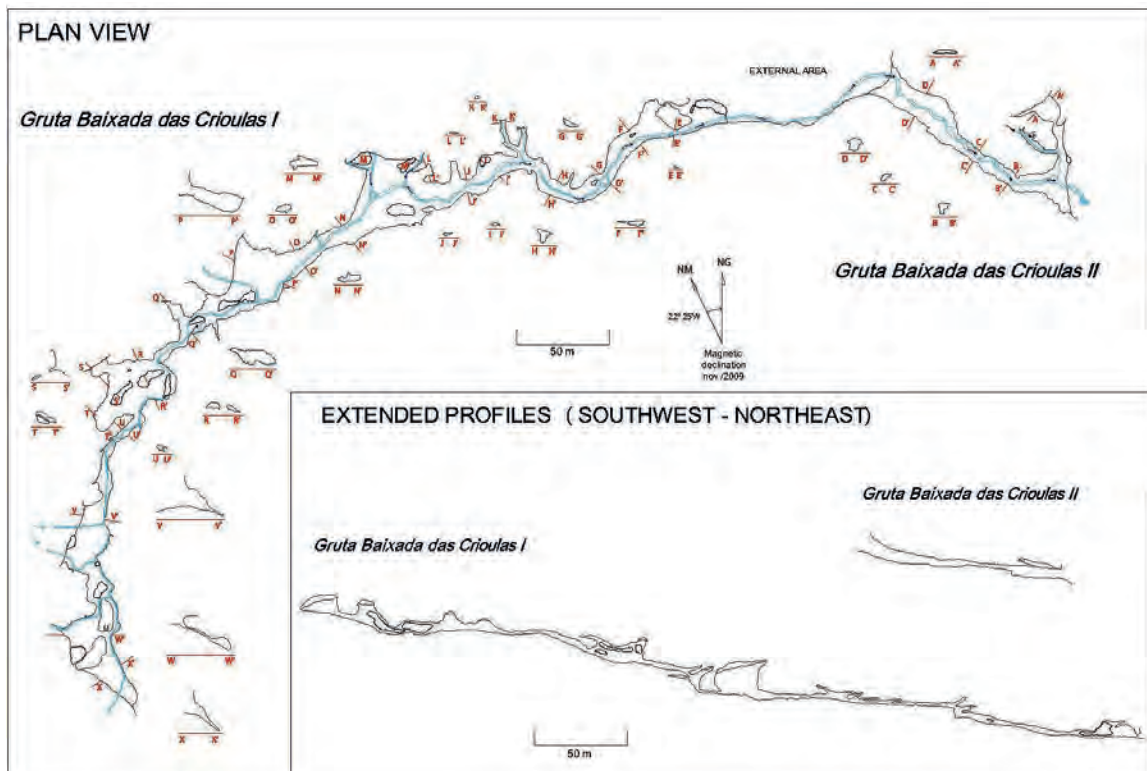 PLAN VIEW
Gruta Baixada das Crioulas I
EXTERNAL AREA
Gruta Baixada das Crioulas II
A A'
B B'
C C'
D D'
E E'
F F'
G G'
H H'
I I'
J J'
K K'
L L'
M M'
N N'
O O'
P P'
Q Q'
R R'
S S'
T T'
U U'
V V'
W W'
X X'
NM NG
22° 25'W
Magnetic
declination
nov /2009
50 m
EXTENDED PROFILES ( SOUTHWEST - NORTHEAST)
Gruta Baixada das Crioulas II
Gruta Baixada das Crioulas I
50 m